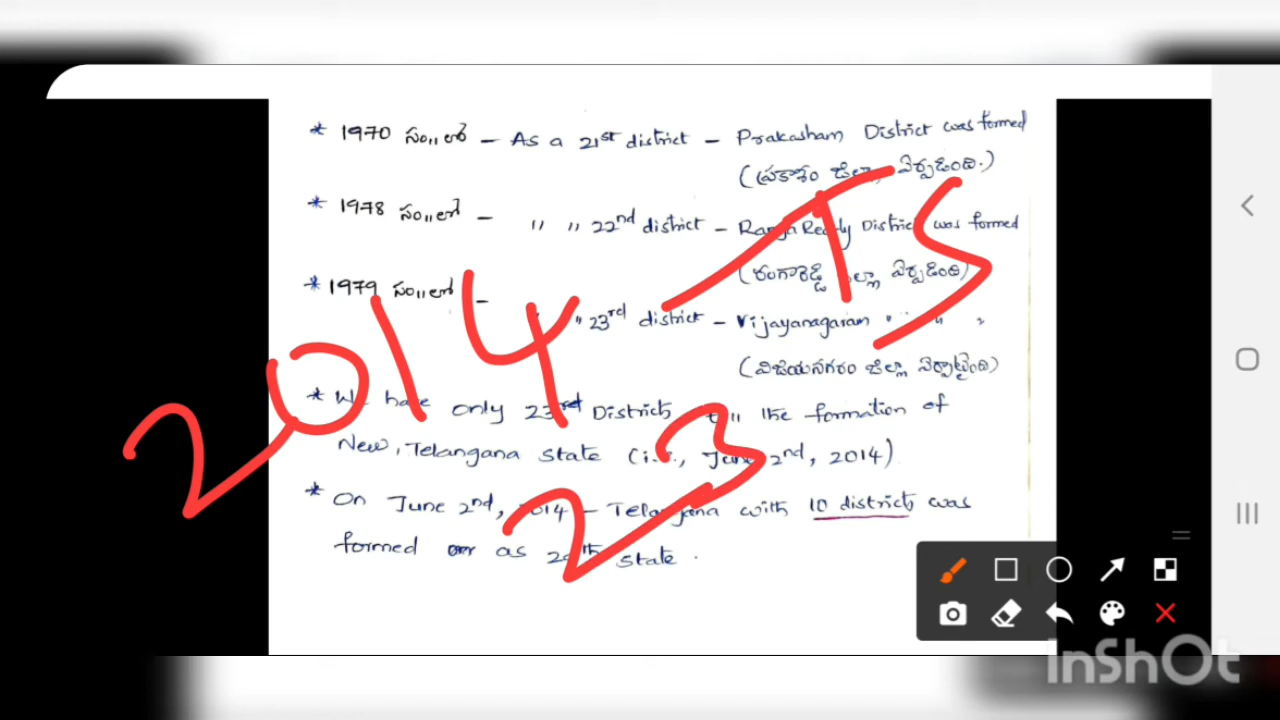 * 1970 సం॥లో – As a 21st district – Prakasham District was formed
(ప్రకాశం జిల్లా ఏర్పడింది.)
* 1978 సం॥లో – " " 22nd district – Ranga Reddy District was formed
(రంగారెడ్డి జిల్లా ఏర్పడింది)
* 1979 సం॥లో – " 23rd district – Vijayanagaram " " "
(విజయనగరం జిల్లా ఏర్పాటైంది)
* We have only 23rd Districts till the formation of
New, Telangana state (i.e., June 2nd, 2014)
* On June 2nd, 2014 – Telangana with 10 districts was
formed as state.
2014 – TS
23
InShOt